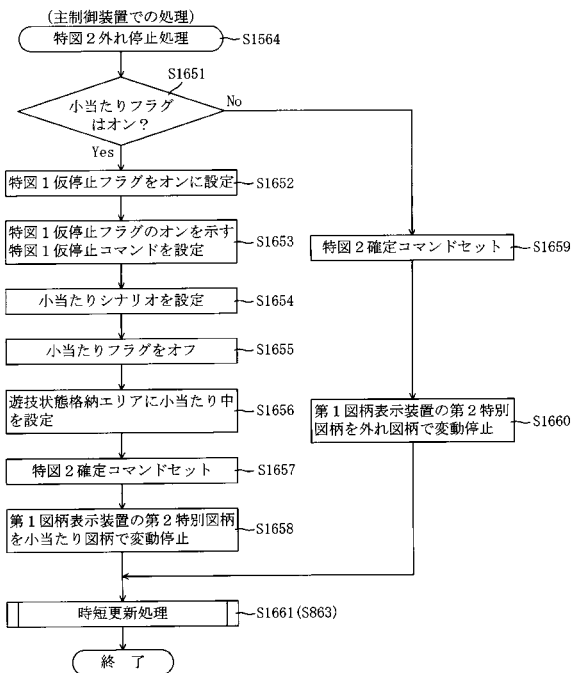 (主制御装置での処理)
特図2外れ停止処理
S1564
S1651
小当たりフラグ
はオン?
No
Yes
特図1仮停止フラグをオンに設定
S1652
特図1仮停止フラグのオンを示す
特図1仮停止コマンドを設定
S1653
特図2確定コマンドセット
S1659
小当たりシナリオを設定
S1654
小当たりフラグをオフ
S1655
遊技状態格納エリアに小当たり中
を設定
S1656
第1図柄表示装置の第2特別
図柄を外れ図柄で変動停止
S1660
特図2確定コマンドセット
S1657
第1図柄表示装置の第2特別図柄
を小当たり図柄で変動停止
S1658
時短更新処理
S1661(S863)
終 了